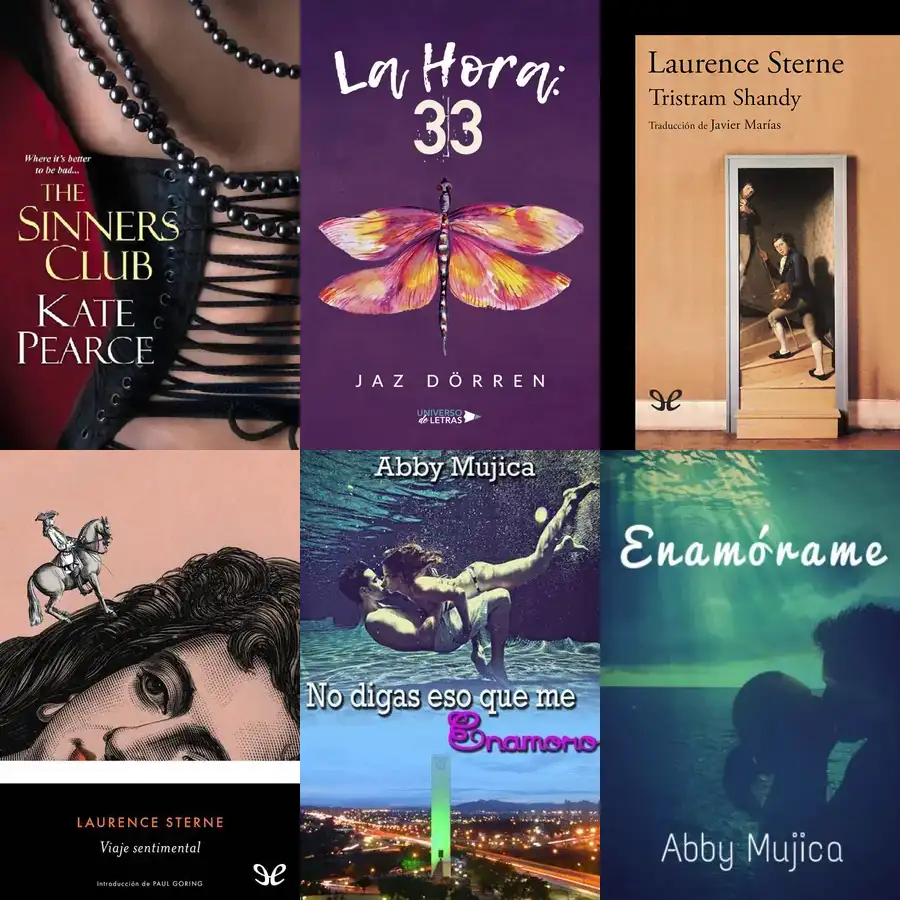 Where it's better
to be bad...
THE
SINNERS
CLUB
KATE
PEARCE
La Hora:
33
JAZ DÖRREN
UNIVERSO
de LETRAS
Laurence Sterne
Tristram Shandy
Traducción de Javier Marías
LAURENCE STERNE
Viaje sentimental
Introducción de PAUL GORING
Abby Mujica
No digas eso que me
Enamoro
Enamórame
Abby Mujica